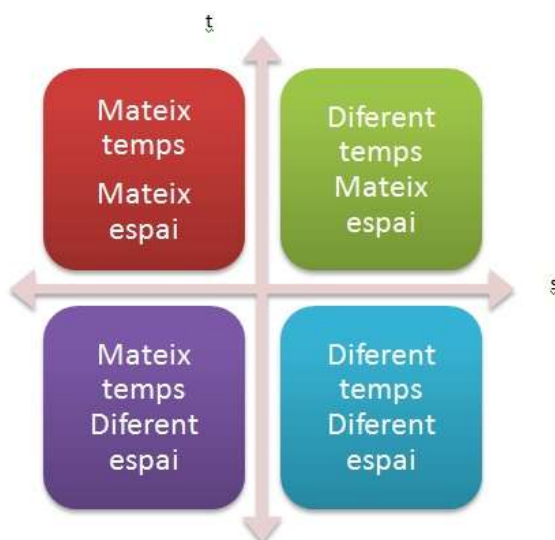 t
Mateix
temps
Mateix
espai
Diferent
temps
Mateix
espai
Mateix
temps
Diferent
espai
Diferent
temps
Diferent
espai